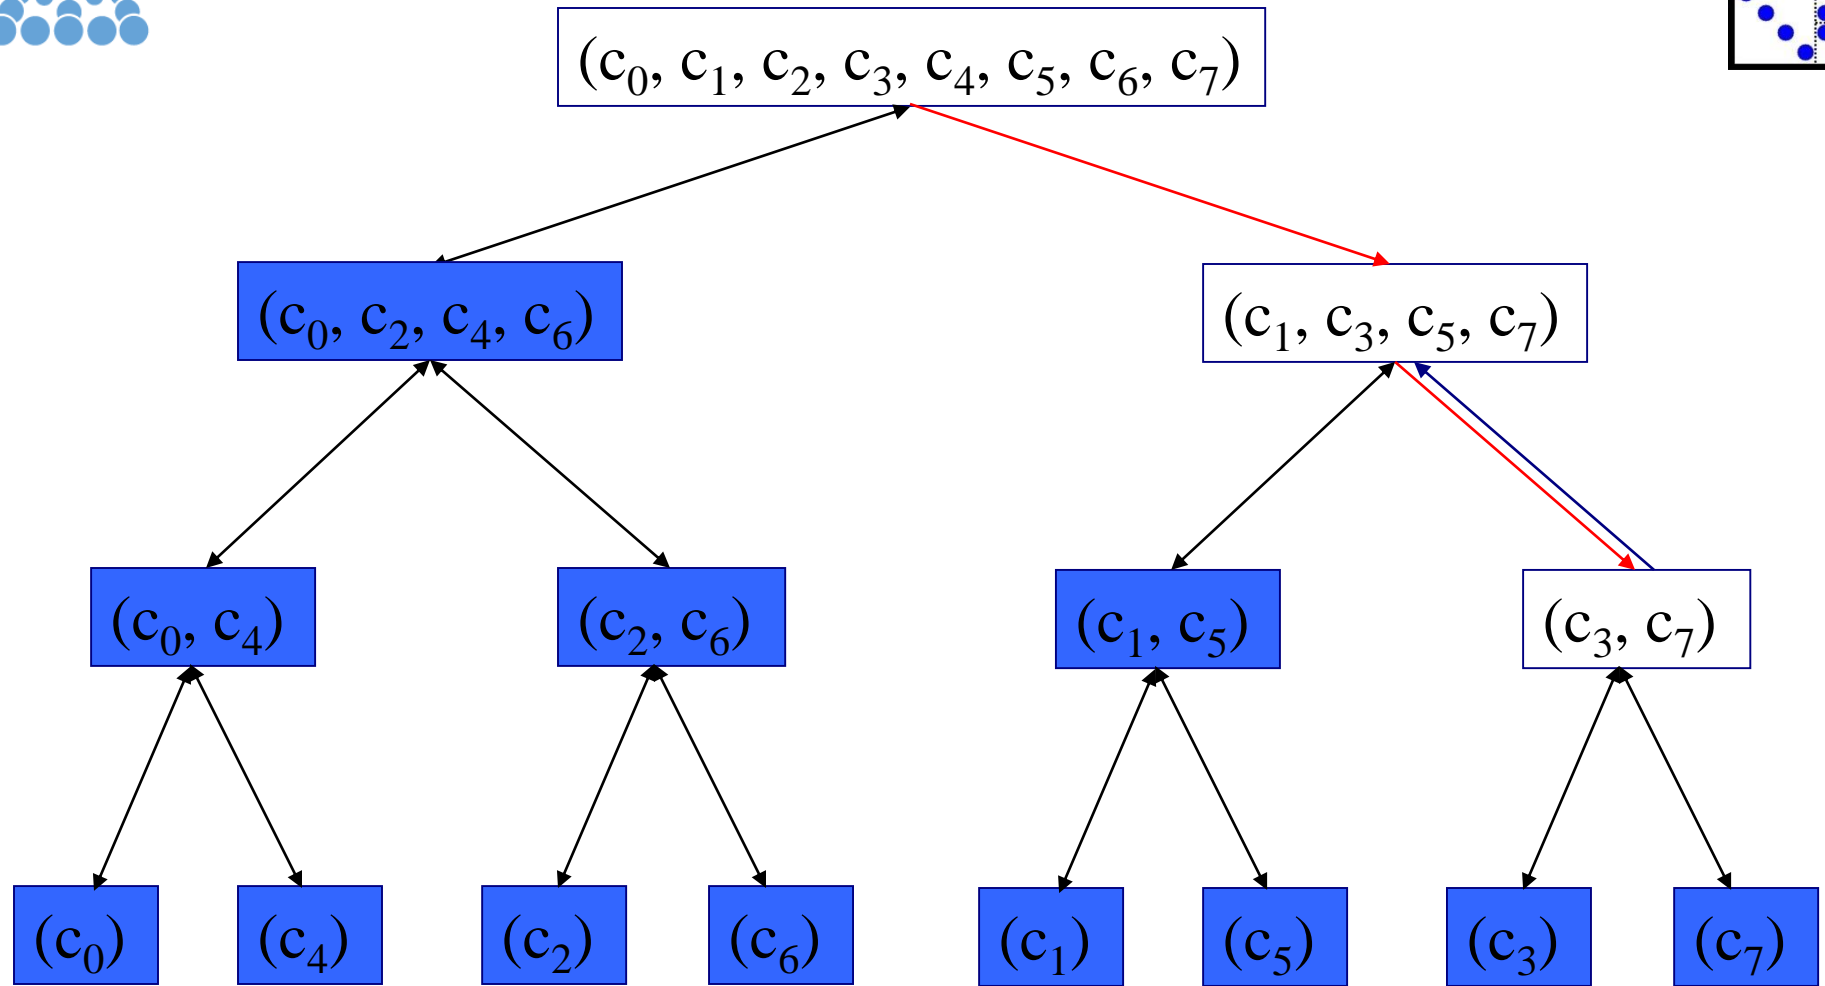 (c₀, c₁, c₂, c₃, c₄, c₅, c₆, c₇)
(c₀, c₂, c₄, c₆)
(c₁, c₃, c₅, c₇)
(c₀, c₄)
(c₂, c₆)
(c₁, c₅)
(c₃, c₇)
(c₀)
(c₄)
(c₂)
(c₆)
(c₁)
(c₅)
(c₃)
(c₇)